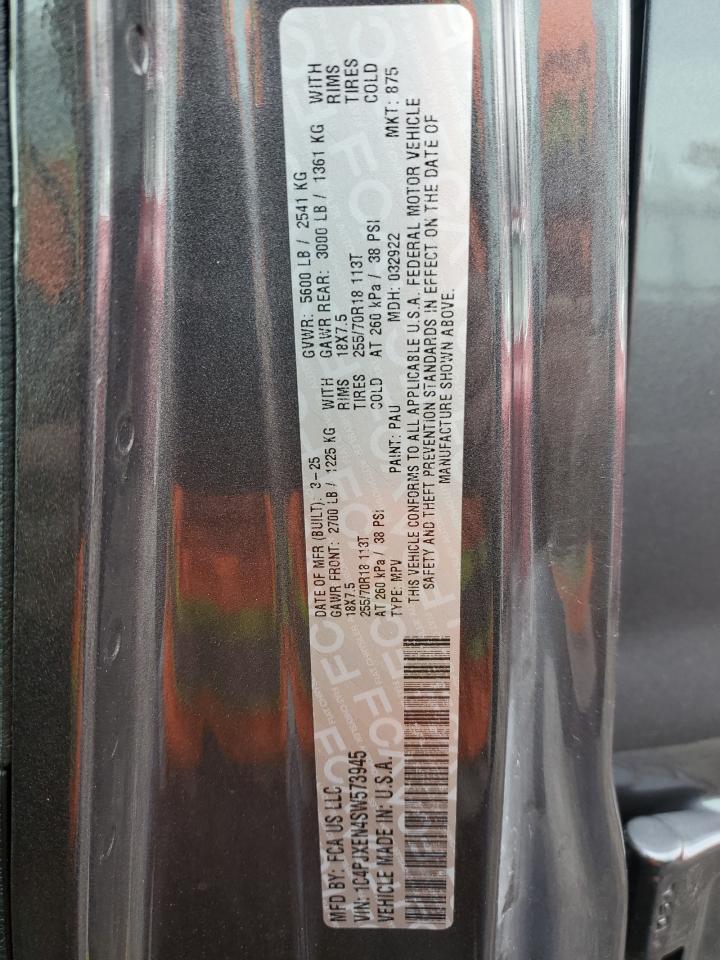 MFD BY: FCA US LLC
DATE OF MFR (BUILT): 3-25
GVWR: 5600 LB / 2541 KG
GAWR FRONT: 2700 LB / 1225 KG WITH
18X7.5 RIMS
255/70R18 113T TIRES
AT 260 kPa / 38 PSI COLD
GAWR REAR: 3000 LB / 1361 KG WITH
18X7.5 RIMS
255/70R18 113T TIRES
AT 260 kPa / 38 PSI COLD
VIN: 1C4PJXEN4SW573945
TYPE: MPV
PAINT: PAU
MDH: 032922
MKT: 875
VEHICLE MADE IN: U.S.A.
THIS VEHICLE CONFORMS TO ALL APPLICABLE U.S.A. FEDERAL MOTOR VEHICLE
SAFETY AND THEFT PREVENTION STANDARDS IN EFFECT ON THE DATE OF
MANUFACTURE SHOWN ABOVE.